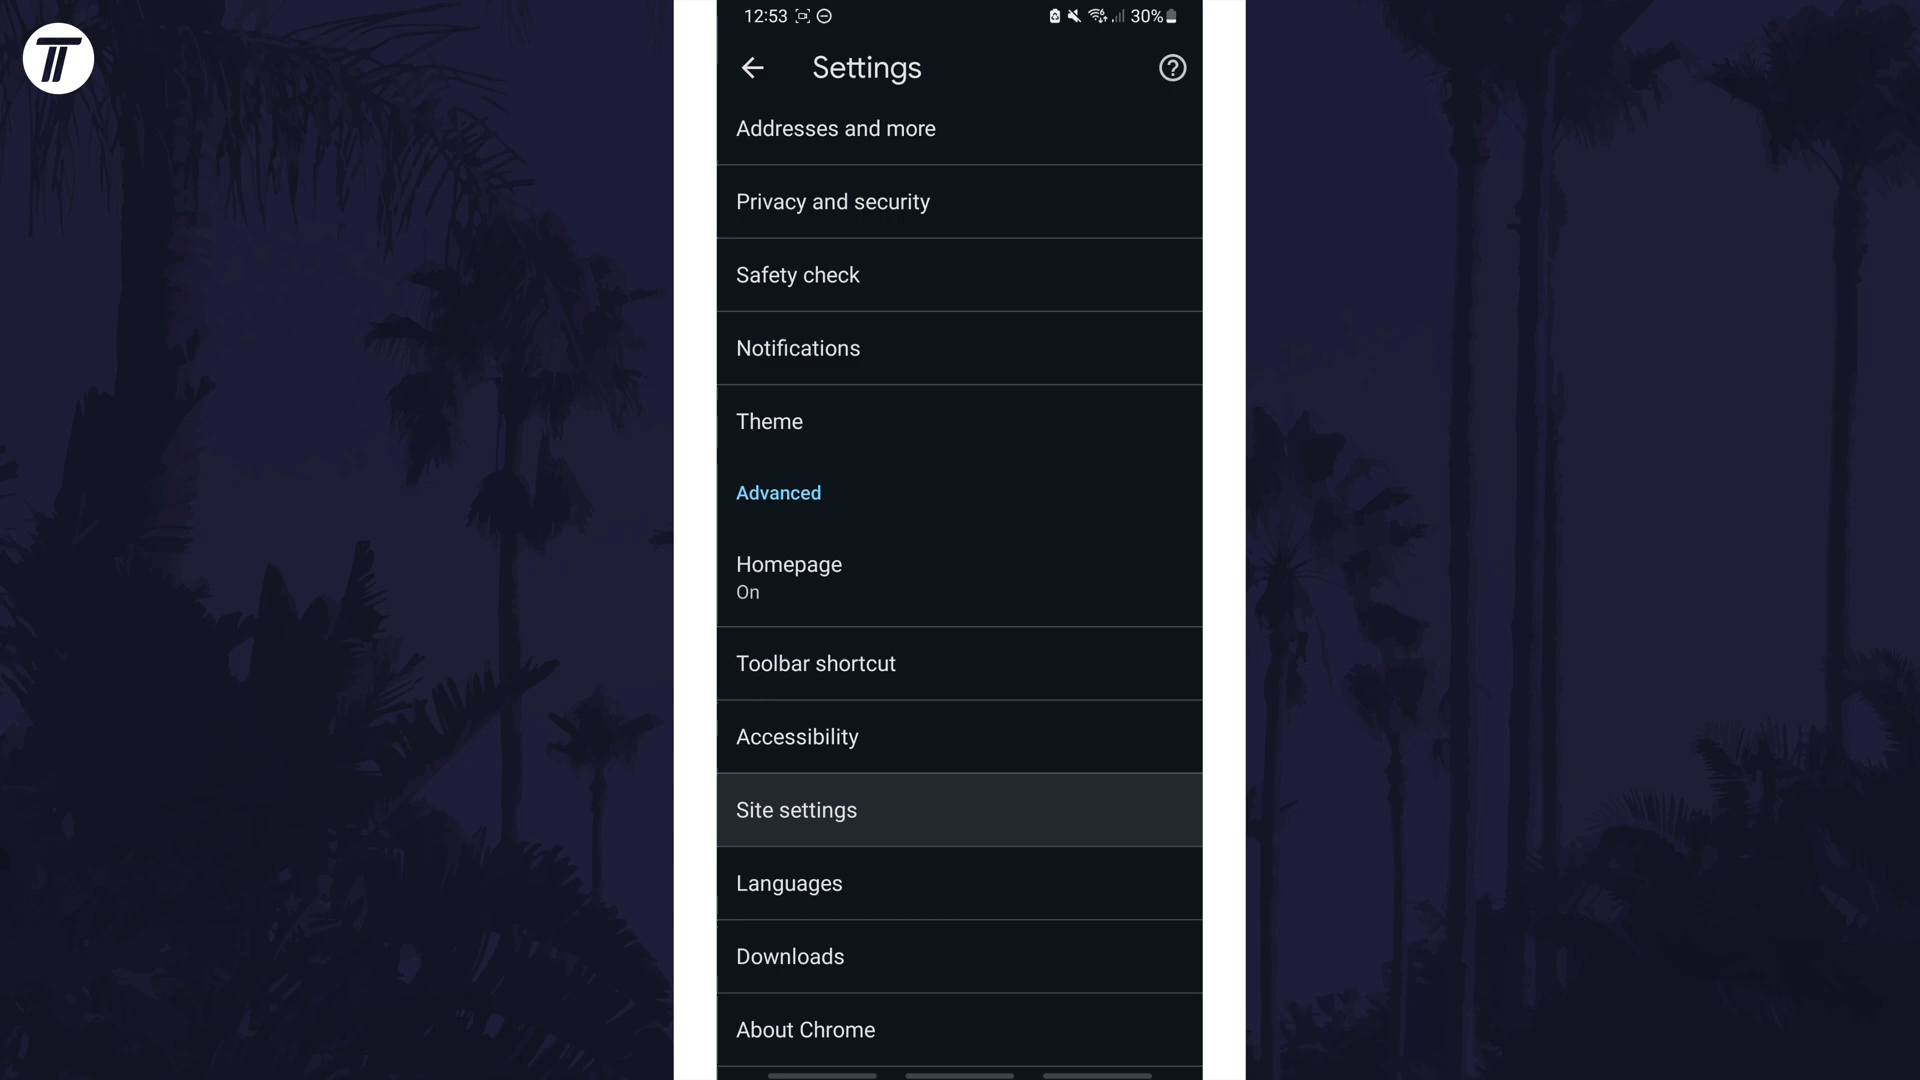 12:53 30%
Settings
Addresses and more
Privacy and security
Safety check
Notifications
Theme
Advanced
Homepage
On
Toolbar shortcut
Accessibility
Site settings
Languages
Downloads
About Chrome